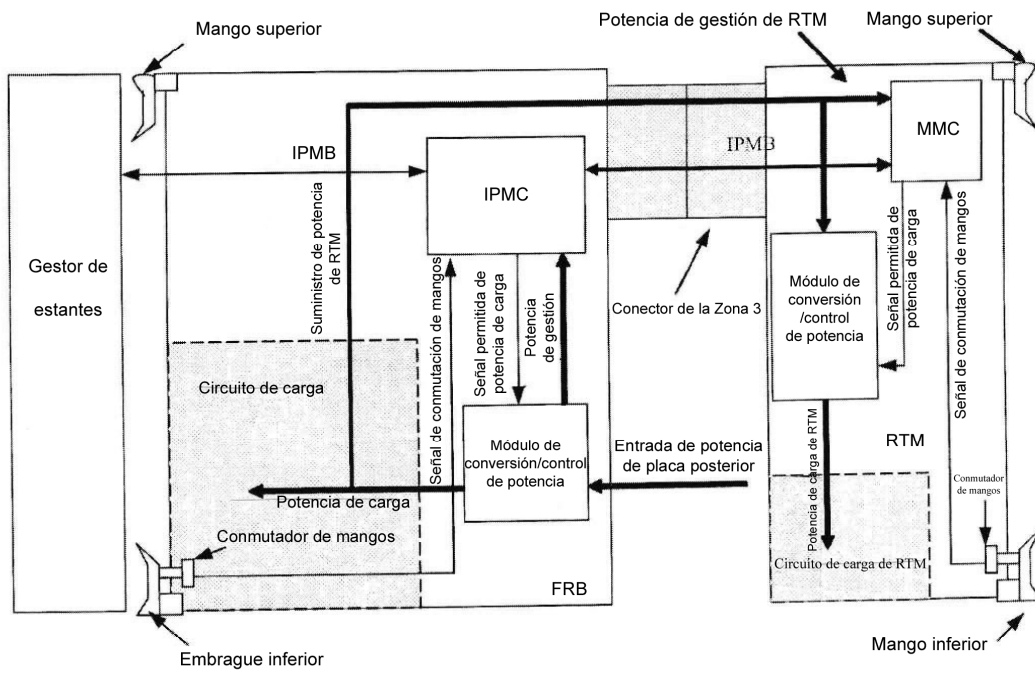 Mango superior
Potencia de gestión de RTM
Mango superior
MMC
IPMB
IPMB
IPMC
Gestor de
estantes
Suministro de potencia
de RTM
Señal de conmutación de mangos
Señal permitida de
potencia de carga
Potencia
de gestión
Conector de la Zona 3
Módulo de
conversión
/control
de potencia
Señal permitida de
potencia de carga
Señal de conmutación de mangos
Circuito de carga
Módulo de
conversión/control
de potencia
Entrada de potencia
de placa posterior
RTM
Potencia de carga de RTM
Potencia de carga
Conmutador
de mangos
Conmutador de mangos
Circuito de carga de RTM
FRB
Embrague inferior
Mango inferior